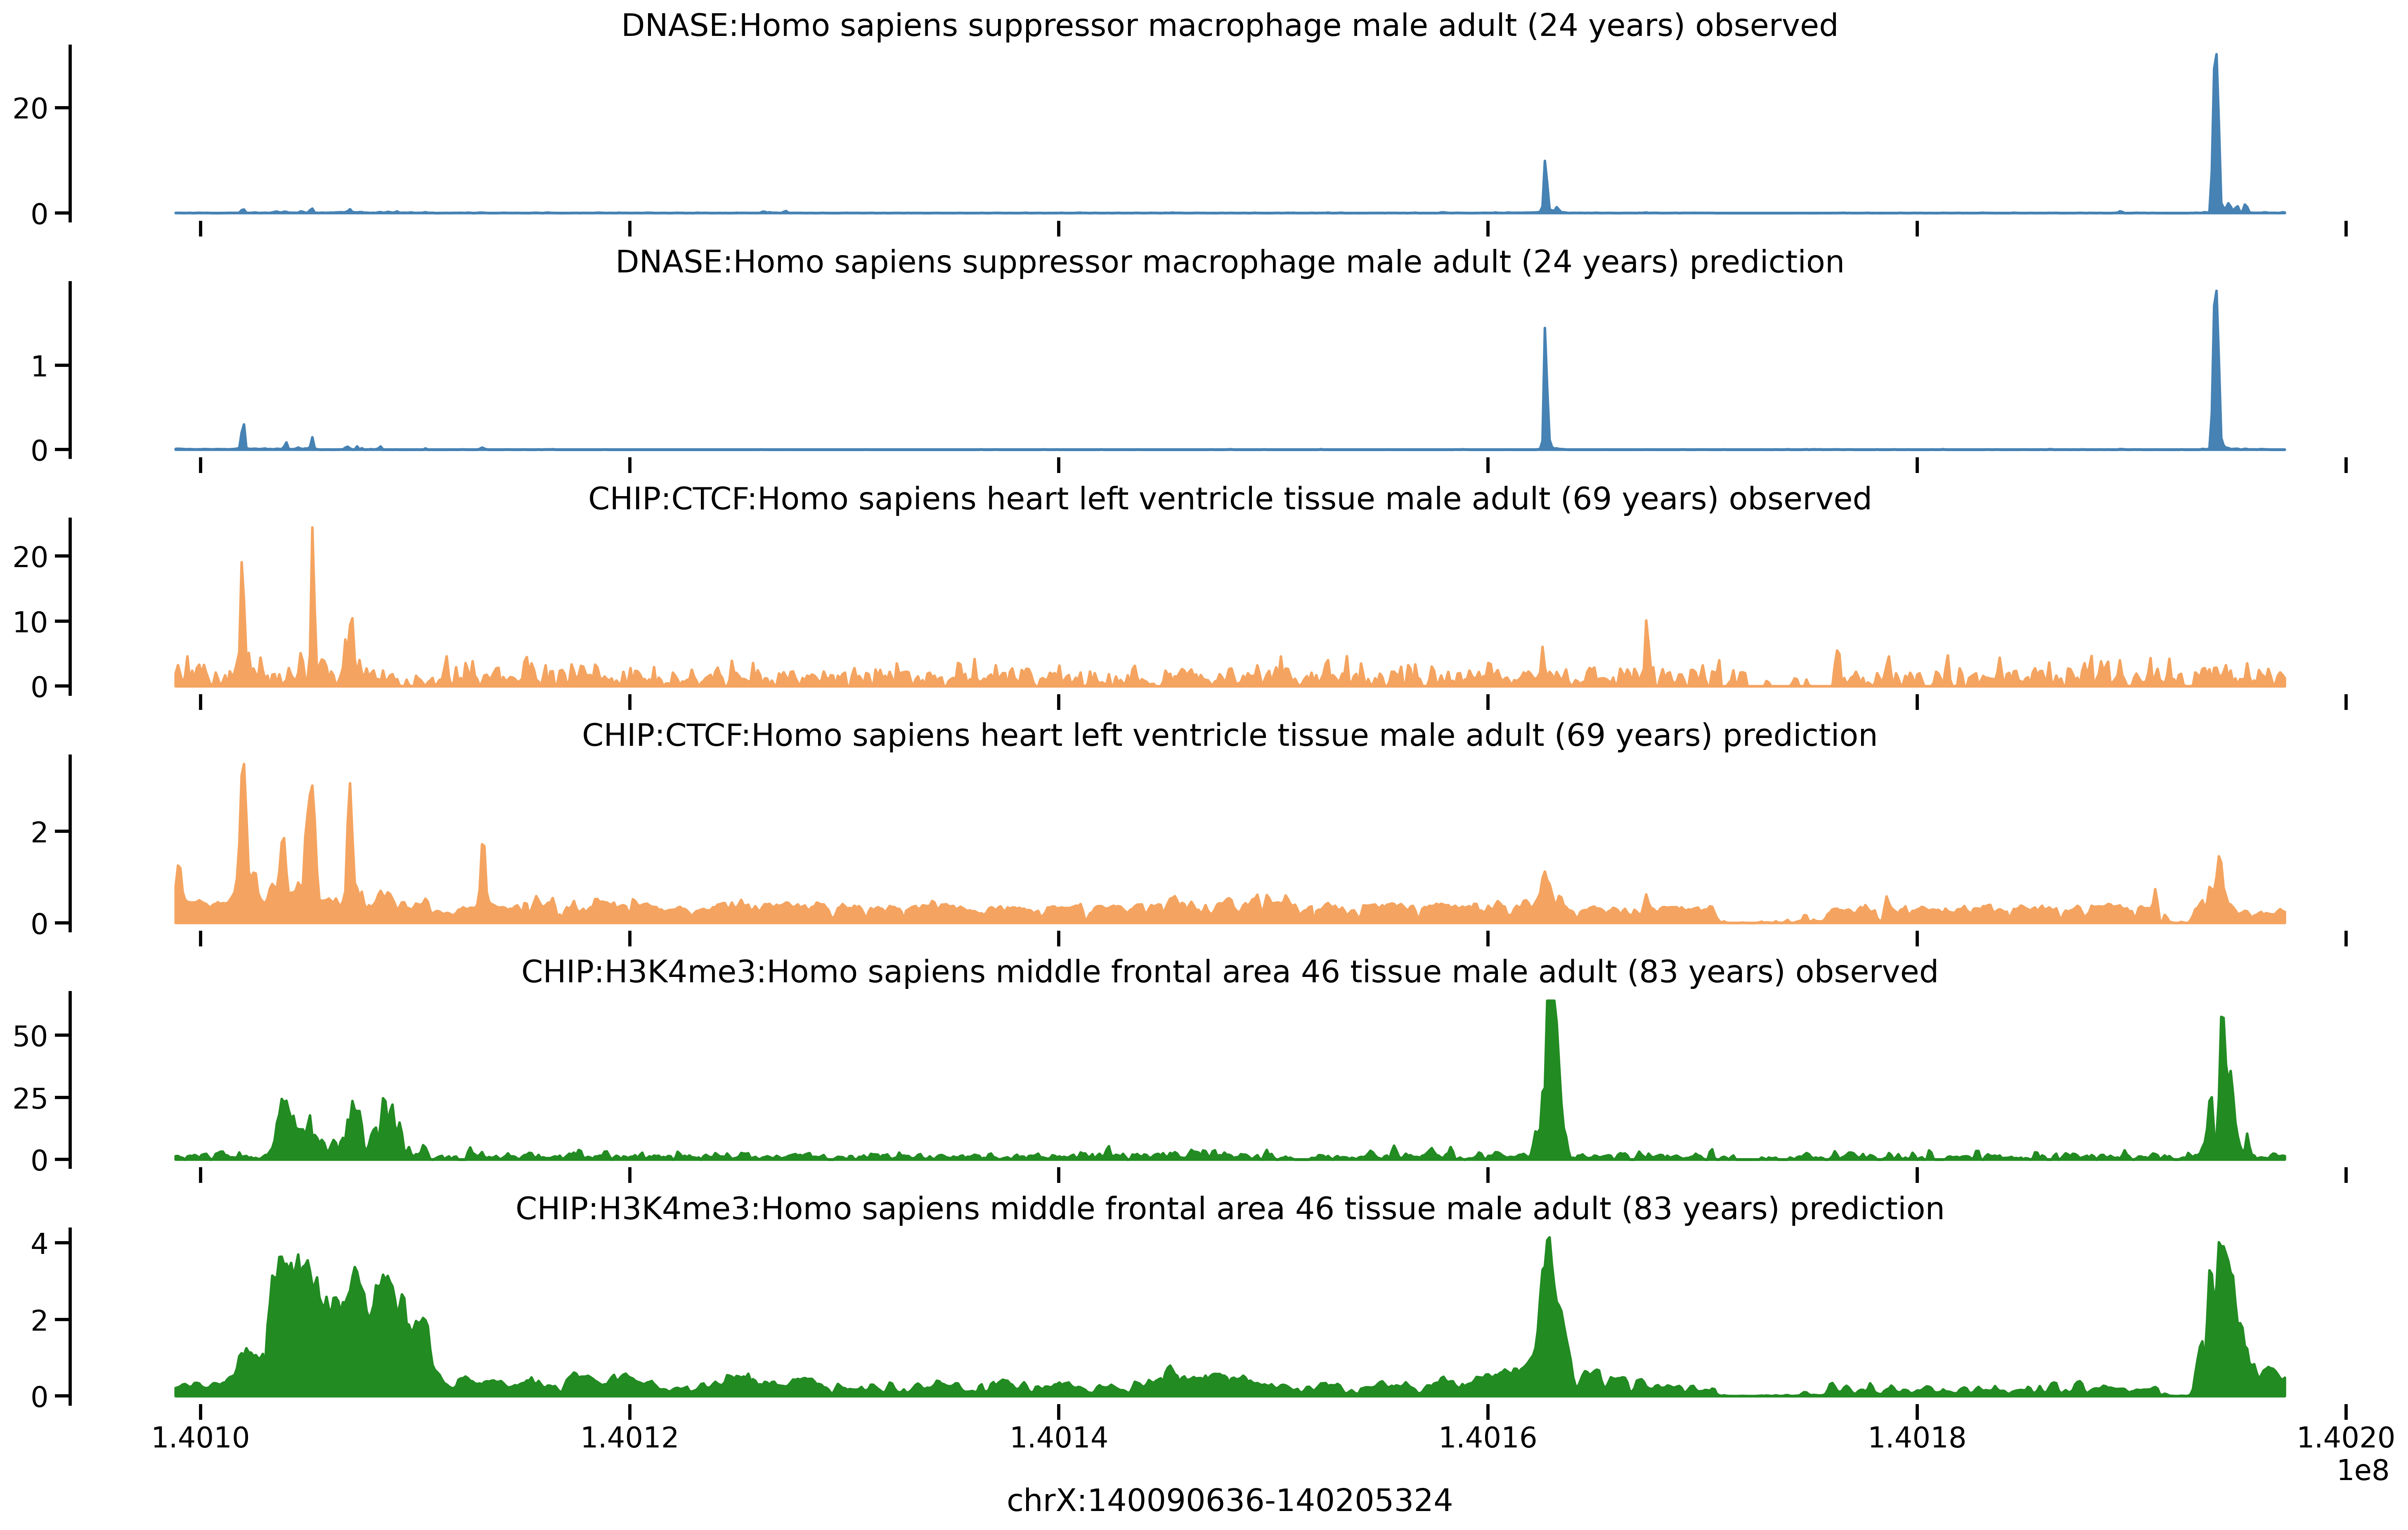 DNASE:Homo sapiens suppressor macrophage male adult (24 years) observed
20
0
DNASE:Homo sapiens suppressor macrophage male adult (24 years) prediction
1
0
CHIP:CTCF:Homo sapiens heart left ventricle tissue male adult (69 years) observed
20
10
0
CHIP:CTCF:Homo sapiens heart left ventricle tissue male adult (69 years) prediction
2
0
CHIP:H3K4me3:Homo sapiens middle frontal area 46 tissue male adult (83 years) observed
50
25
0
CHIP:H3K4me3:Homo sapiens middle frontal area 46 tissue male adult (83 years) prediction
4
2
0
1.4010 1.4012 1.4014 1.4016 1.4018 1.4020
1e8
chrX:140090636-140205324